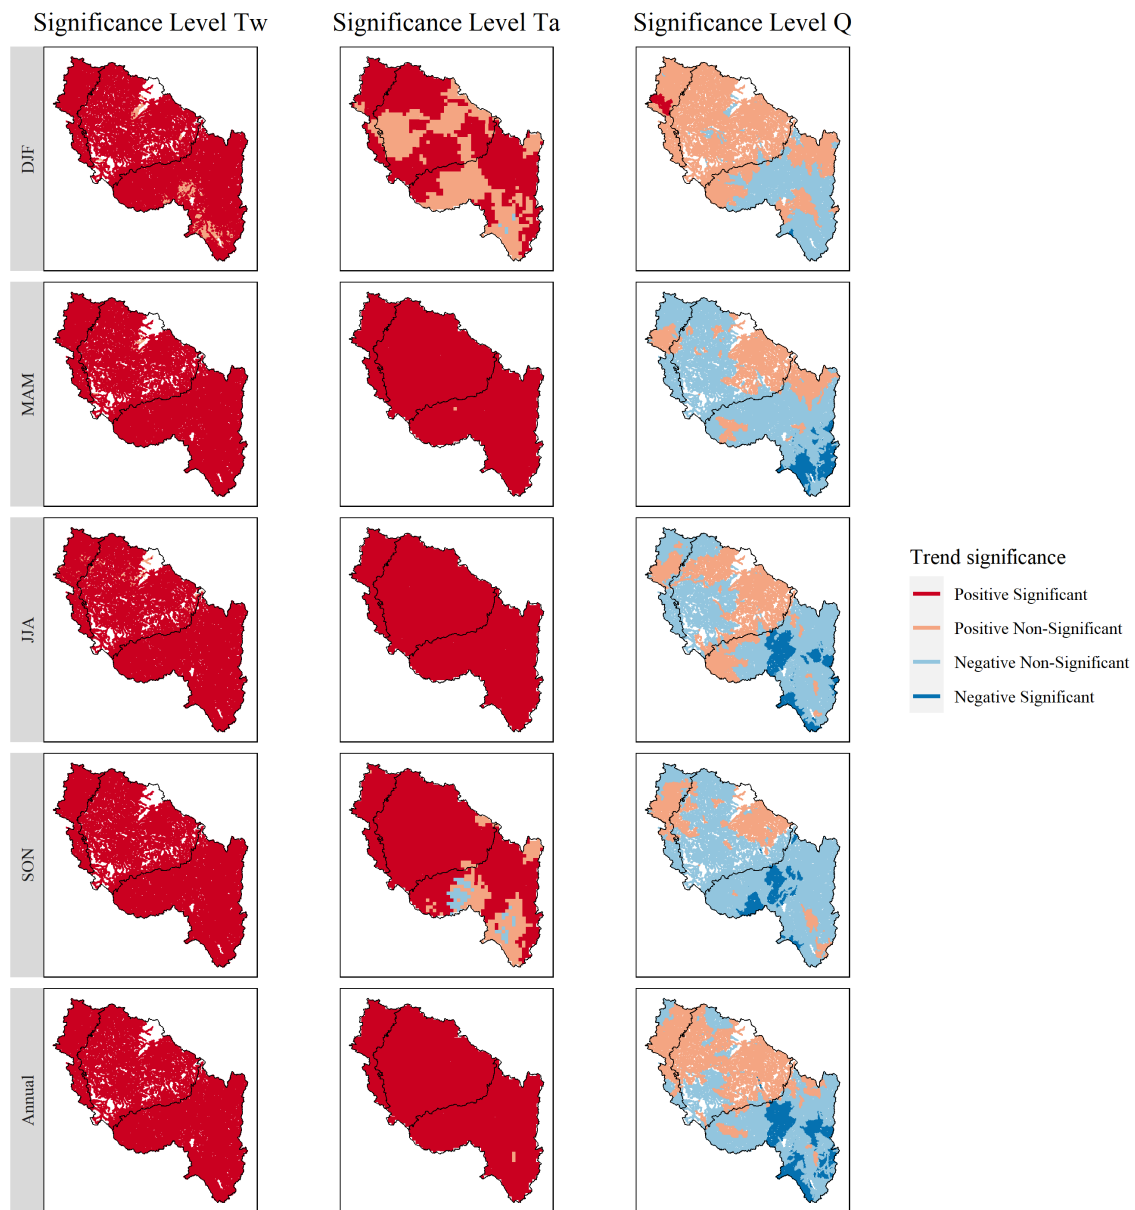 Significance Level Tw
Significance Level Ta
Significance Level Q
DJF
MAM
JJA
SON
Annual
Trend significance
Positive Significant
Positive Non-Significant
Negative Non-Significant
Negative Significant